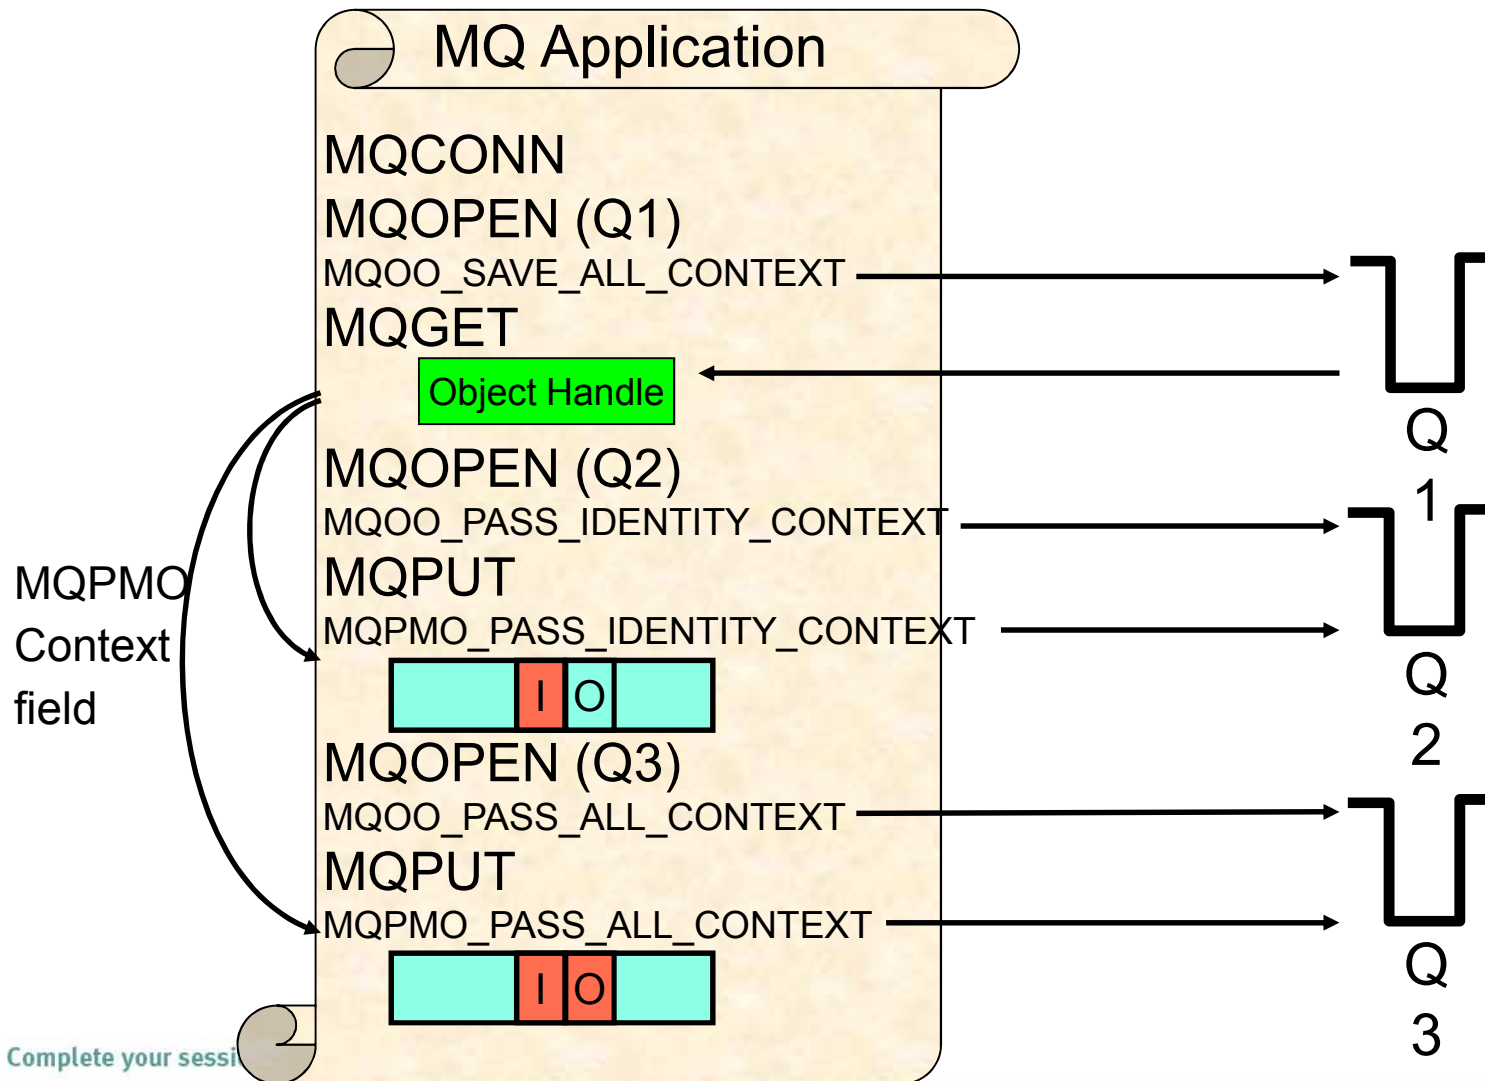 MQ Application
MQCONN
MQOPEN (Q1)
MQOO_SAVE_ALL_CONTEXT
MQGET
Object Handle
MQOPEN (Q2)
MQOO_PASS_IDENTITY_CONTEXT
MQPUT
MQPMO_PASS_IDENTITY_CONTEXT
I O
MQOPEN (Q3)
MQOO_PASS_ALL_CONTEXT
MQPUT
MQPMO_PASS_ALL_CONTEXT
I O
MQPMO
Context
field
Q
1
Q
2
Q
3
Complete your